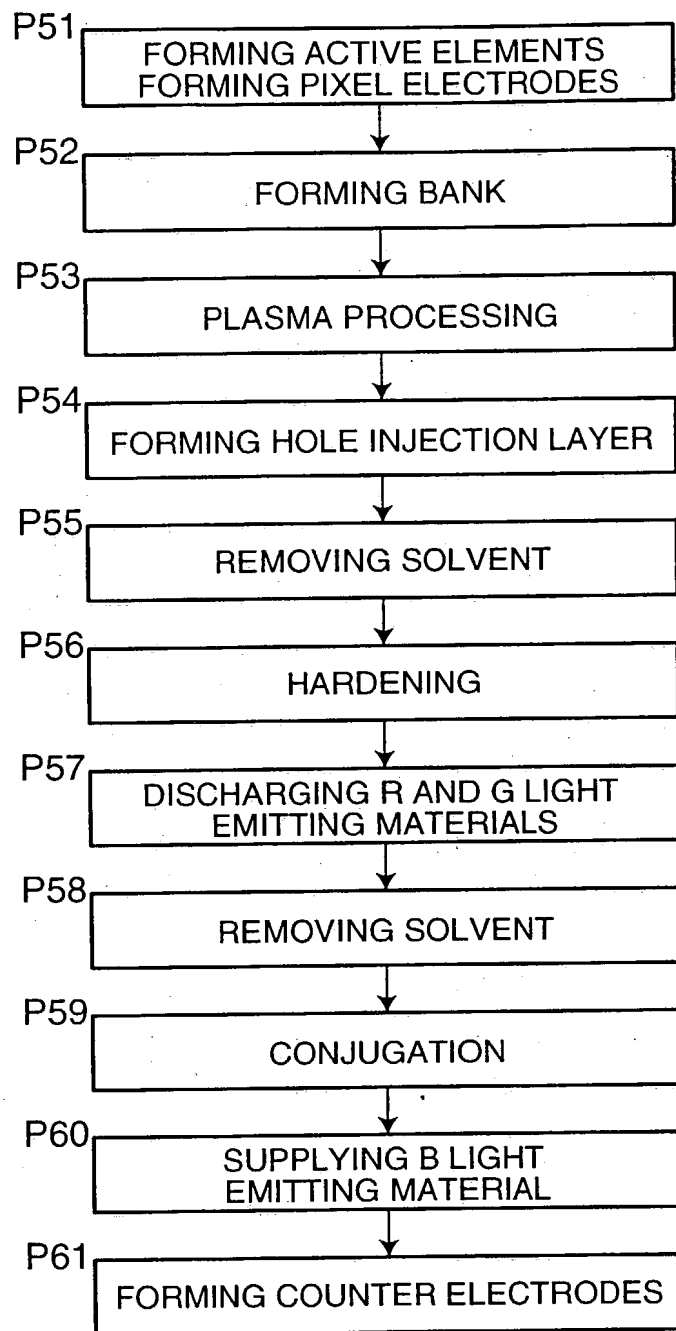 P51
FORMING ACTIVE ELEMENTS
FORMING PIXEL ELECTRODES
P52
FORMING BANK
P53
PLASMA PROCESSING
P54
FORMING HOLE INJECTION LAYER
P55
REMOVING SOLVENT
P56
HARDENING
P57
DISCHARGING R AND G LIGHT
EMITTING MATERIALS
P58
REMOVING SOLVENT
P59
CONJUGATION
P60
SUPPLYING B LIGHT
EMITTING MATERIAL
P61
FORMING COUNTER ELECTRODES